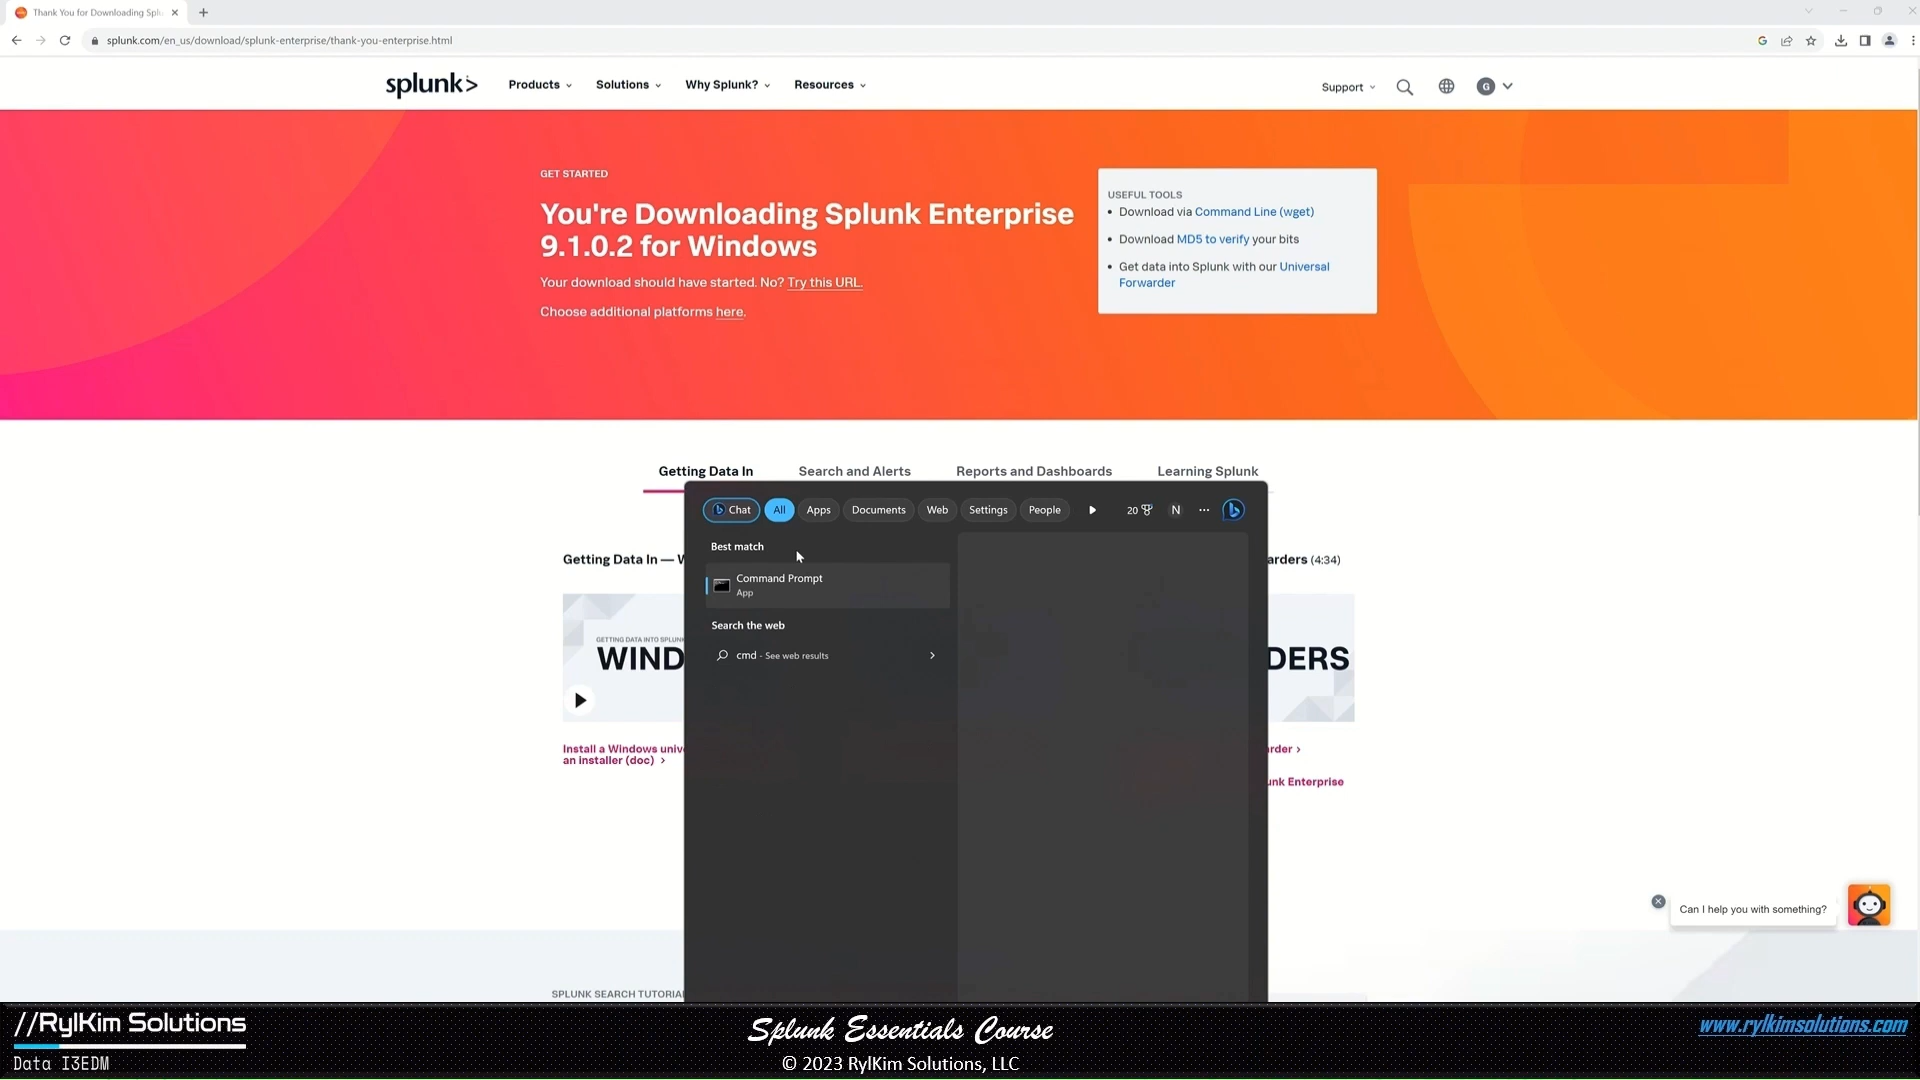 Thank You for Downloading Splu
splunk.com/en_us/download/splunk-enterprise/thank-you-enterprise.html
splunk>
Products
Solutions
Why Splunk?
Resources
Support
G
GET STARTED
You're Downloading Splunk Enterprise
9.1.0.2 for Windows
Your download should have started. No? Try this URL.
Choose additional platforms here.
USEFUL TOOLS
• Download via Command Line (wget)
• Download MD5 to verify your bits
• Get data into Splunk with our Universal
Forwarder
Getting Data In
Search and Alerts
Reports and Dashboards
Learning Splunk
Chat
All
Apps
Documents
Web
Settings
People
20
N
Best match
Command Prompt
App
Search the web
cmd - See web results
Getting Data In — W
arders (4:34)
GETTING DATA INTO SPLUNK
WIND
DERS
Install a Windows unive
an installer (doc) >
arder >
unk Enterprise
Can I help you with something?
SPLUNK SEARCH TUTORIA
//RylKim Solutions
Data I3EDM
Splunk Essentials Course
© 2023 RylKim Solutions, LLC
www.rylkimsolutions.com